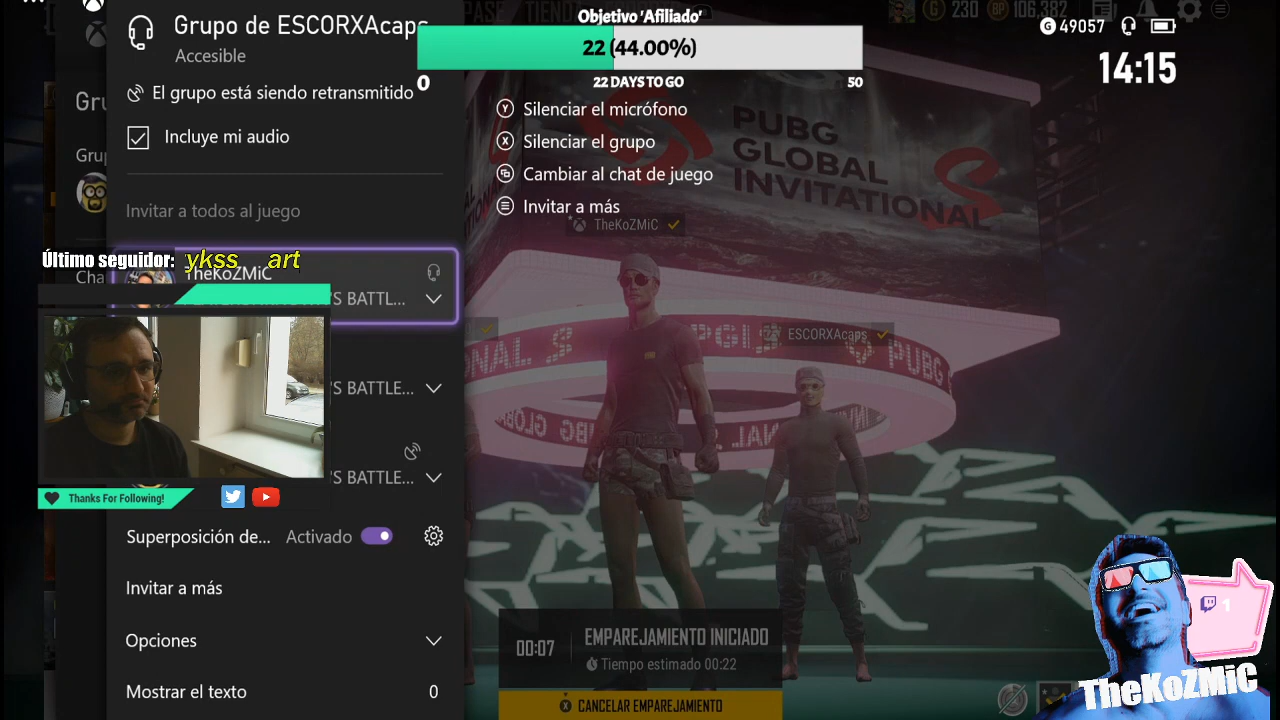 Grupo de ESCORXAcaps
Accesible
El grupo está siendo retransmitido
Incluye mi audio
Invitar a todos al juego
Último seguidor: ykss__art
Cha
TheKoZMiC
'S BATTL...
'S BATTLE...
'S BATTLE...
Thanks For Following!
Superposición de... Activado
Invitar a más
Opciones
Mostrar el texto 0
Objetivo 'Afiliado'
22 (44.00%)
0 22 DAYS TO GO 50
Y Silenciar el micrófono
X Silenciar el grupo
Cambiar al chat de juego
Invitar a más
TheKoZMiC
PUBG
GLOBAL
INVITATIONAL
ESCORXAcaps
230 106,382
G 49057
14:15
00:07 EMPAREJAMIENTO INICIADO
Tiempo estimado 00:22
X CANCELAR EMPAREJAMIENTO
1
TheKoZMiC